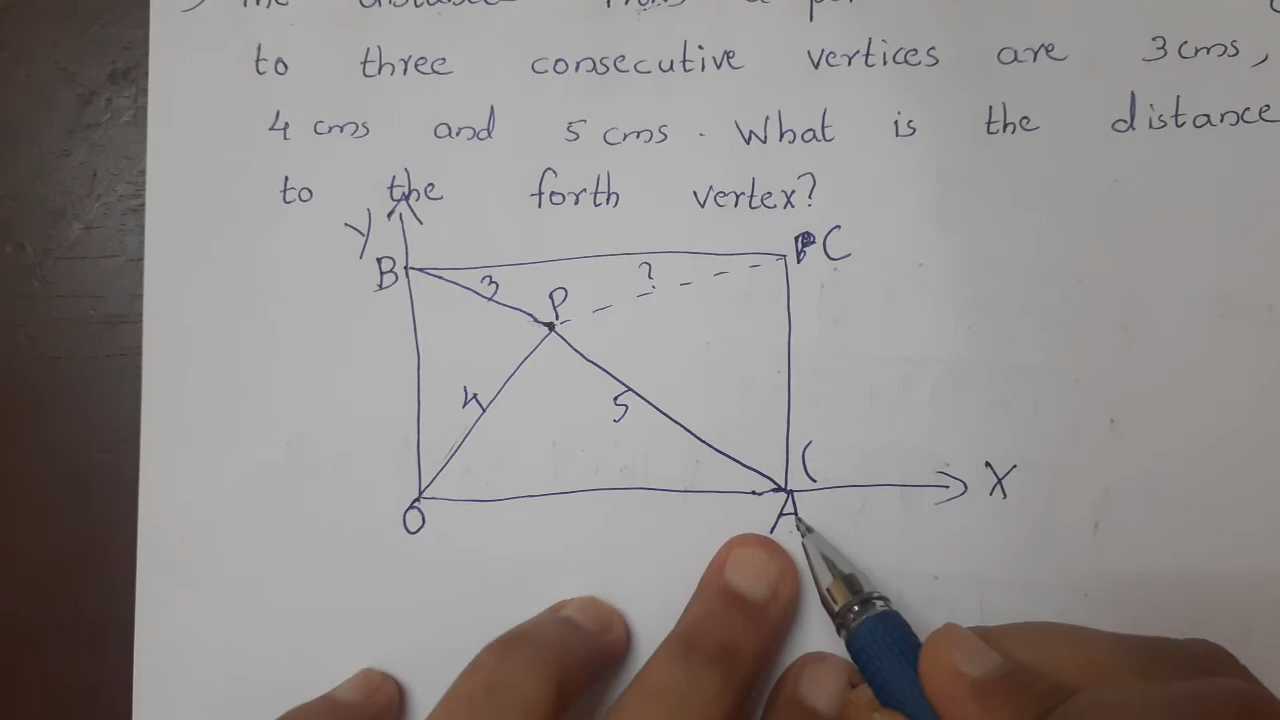 to three consecutive vertices are 3 cms,
4 cms and 5 cms. What is the distance
to the forth vertex?
Y
B
C
3
?
P
4
5
(
X
O
A